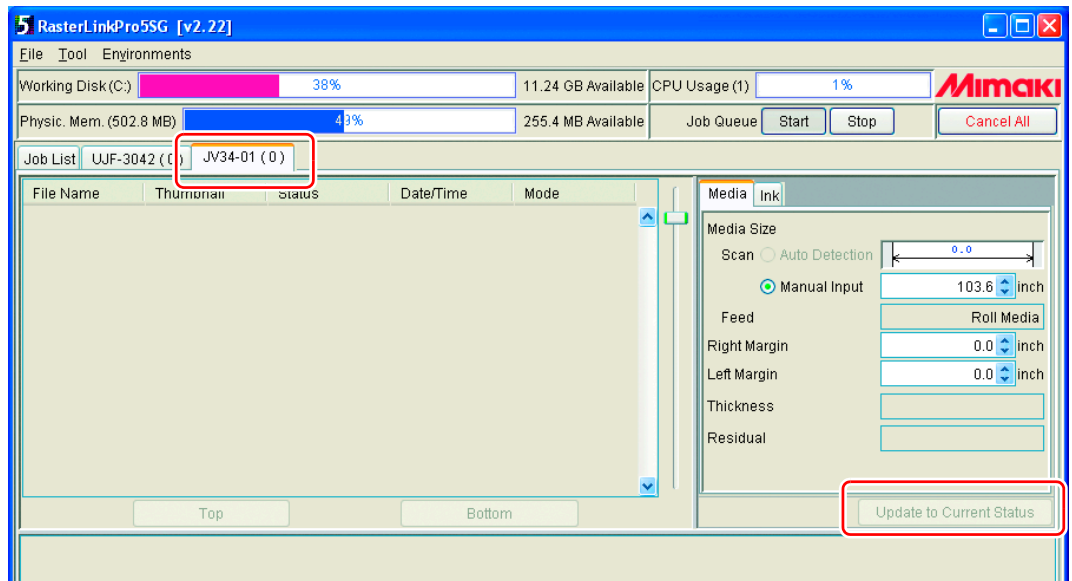 5 RasterLinkPro5SG [v2.22]
File Tool Environments
Working Disk (C:) 38% 11.24 GB Available CPU Usage (1) 1% Mimaki
Physic. Mem. (502.8 MB) 49% 255.4 MB Available Job Queue Start Stop Cancel All
Job List UJF-3042 ( 0 ) JV34-01 ( 0 )
File Name Thumbnail Status Date/Time Mode
Media Ink
Media Size
Scan Auto Detection 0.0
Manual Input 103.6 inch
Feed Roll Media
Right Margin 0.0 inch
Left Margin 0.0 inch
Thickness
Residual
Top Bottom Update to Current Status